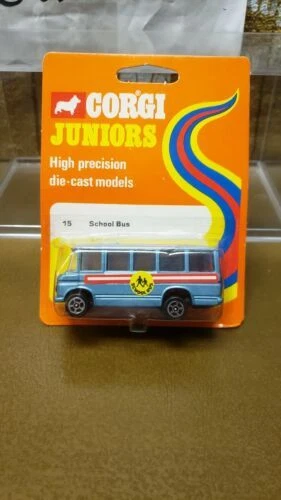 CORGI
JUNIORS
High precision
die-cast models
15 School Bus